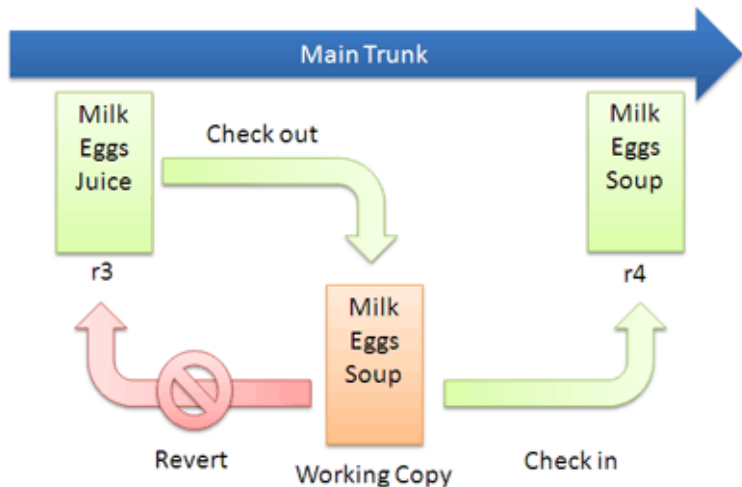 Main Trunk
Milk
Eggs
Juice
r3
Check out
Milk
Eggs
Soup
r4
Milk
Eggs
Soup
Working Copy
Revert
Check in